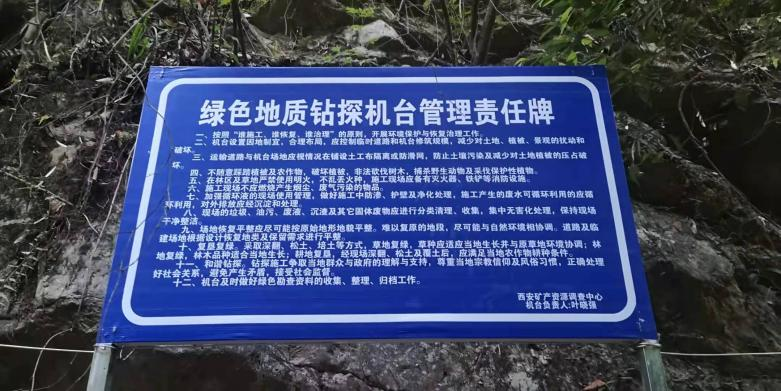 绿色地质钻探机台管理责任牌
一、按照“谁施工、谁恢复、谁治理”的原则，开展环境保护与恢复治理工作。
二、机台设置因地制宜，合理布局，应控制临时道路和机台修筑规模，减少对土地、植被、景观的扰动和
破坏。
三、运输道路与机台场地应视情况在铺设土工布隔离或防滑网，防止土壤污染及减少对土地植被的压占破
坏。
四、不随意踩踏植被及农作物，破坏植被，非法砍伐树木，捕杀野生动物及采伐保护性植物。
五、在林区及草地严禁使用明火，不乱丢火种，施工现场应备有灭火器、铁铲等消防设施。
六、施工现场不应燃烧产生烟尘、废气污染的物品。
七、加强循环液的现场使用管理，做好施工中防渗、护壁及净化处理，施工产生的废水可循环利用的应循
环利用，对外排放应经沉淀和处理。
八、现场的垃圾、油污、废液、沉渣及其它固体废物应进行分类清理、收集，集中无害化处理，保持现场
干净整洁。
九、场地恢复平整应尽可能按原始地形地貌平整。难以复原的地段，尽可能与自然环境相协调。道路及临
建场地根据设计恢复地类及保留需求进行平整。
十、复垦复绿。采取深翻、松土、培土等方式，草地复绿，草种应适应当地生长并与原草地环境协调；林
地复绿，林木品种适合当地生长；耕地复垦，经现场深翻、松土及覆土后，应满足当地农作物耕种条件。
十一、和谐钻探。钻探施工争取当地群众与政府的理解与支持，尊重当地宗教信仰及风俗习惯，正确处理
好社会关系，避免产生矛盾，接受社会监督。
十二、机台及时做好绿色勘查资料的收集、整理、归档工作。
西安矿产资源调查中心
机台负责人:叶晓强